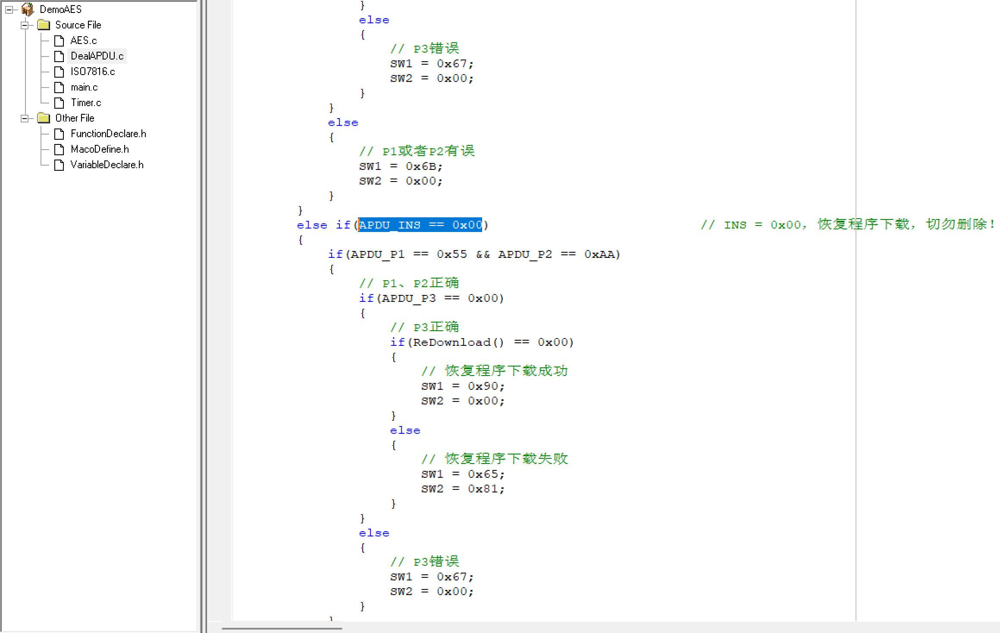 DemoAES
Source File
AES.c
DealAPDU.c
ISO7816.c
main.c
Timer.c
Other File
FunctionDeclare.h
MacoDefine.h
VariableDeclare.h
}
else
{
// P3错误
SW1 = 0x67;
SW2 = 0x00;
}
}
else
{
// P1或者P2有误
SW1 = 0x6B;
SW2 = 0x00;
}
}
else if(APDU_INS == 0x00) // INS = 0x00, 恢复程序下载, 切勿删除!
{
if(APDU_P1 == 0x55 && APDU_P2 == 0xAA)
{
// P1、P2正确
if(APDU_P3 == 0x00)
{
// P3正确
if(ReDownload() == 0x00)
{
// 恢复程序下载成功
SW1 = 0x90;
SW2 = 0x00;
}
else
{
// 恢复程序下载失败
SW1 = 0x65;
SW2 = 0x81;
}
}
else
{
// P3错误
SW1 = 0x67;
SW2 = 0x00;
}
}